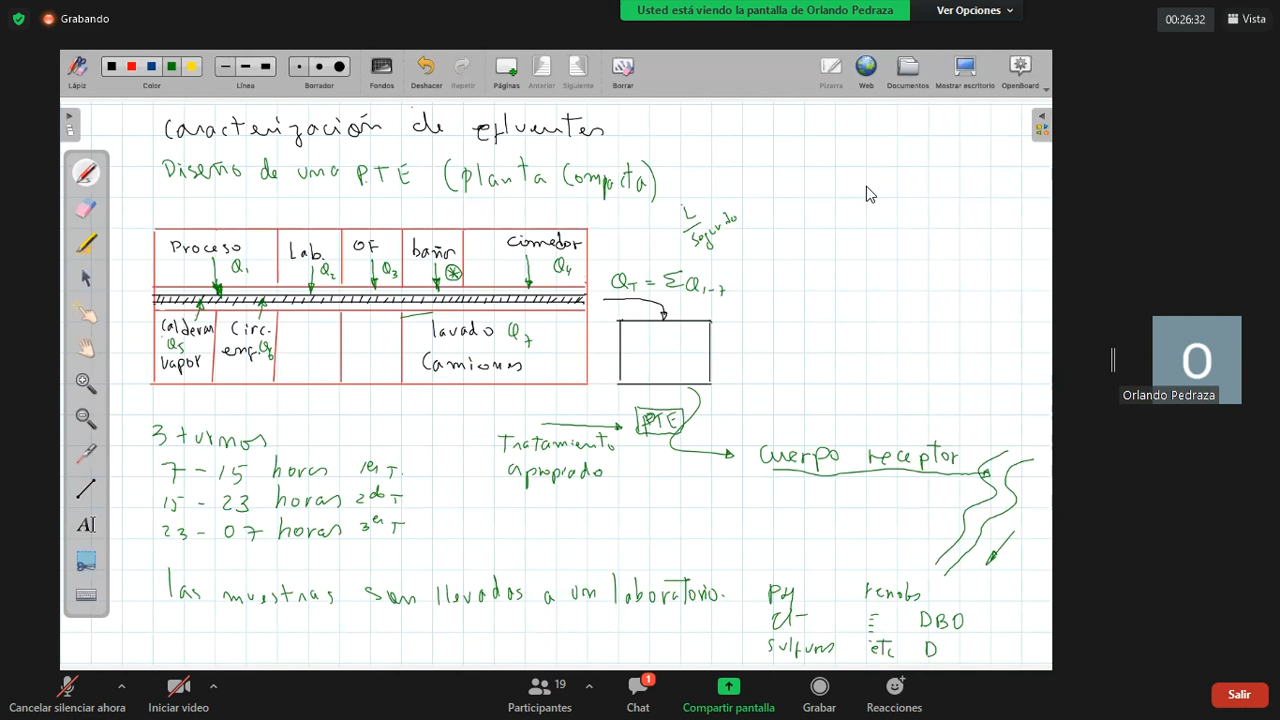 Grabando
Usted está viendo la pantalla de Orlando Pedraza
Ver Opciones
00:26:32
Vista
Lápiz
Color
Línea
Borrador
Fondos
Deshacer
Repetir
Páginas
Anterior
Siguiente
Borrar
Pizarra
Web
Documentos
Mostrar escritorio
OpenBoard
Caracterización de efluentes
Diseño de una P.T.E (planta compacta)
L/segundo
Proceso Q1
Lab. Q2
OF Q3
baño
comedor Q4
QT = ΣQ1-7
Calderas Q5 vapor
Circ. enf. Q6
lavado Q7
Camiones
PTE
3 turnos
Tratamiento
apropiado
Cuerpo receptor
7 - 15 horas 1er T.
15 - 23 horas 2do T
23 - 07 horas 3er T
las muestras son llevadas a un laboratorio.
pH
Cl-
sulfuros
Fenoles
etc
DBO
D
O
Orlando Pedraza
Cancelar silenciar ahora
Iniciar video
19
Participantes
1
Chat
Compartir pantalla
Grabar
Reacciones
Salir